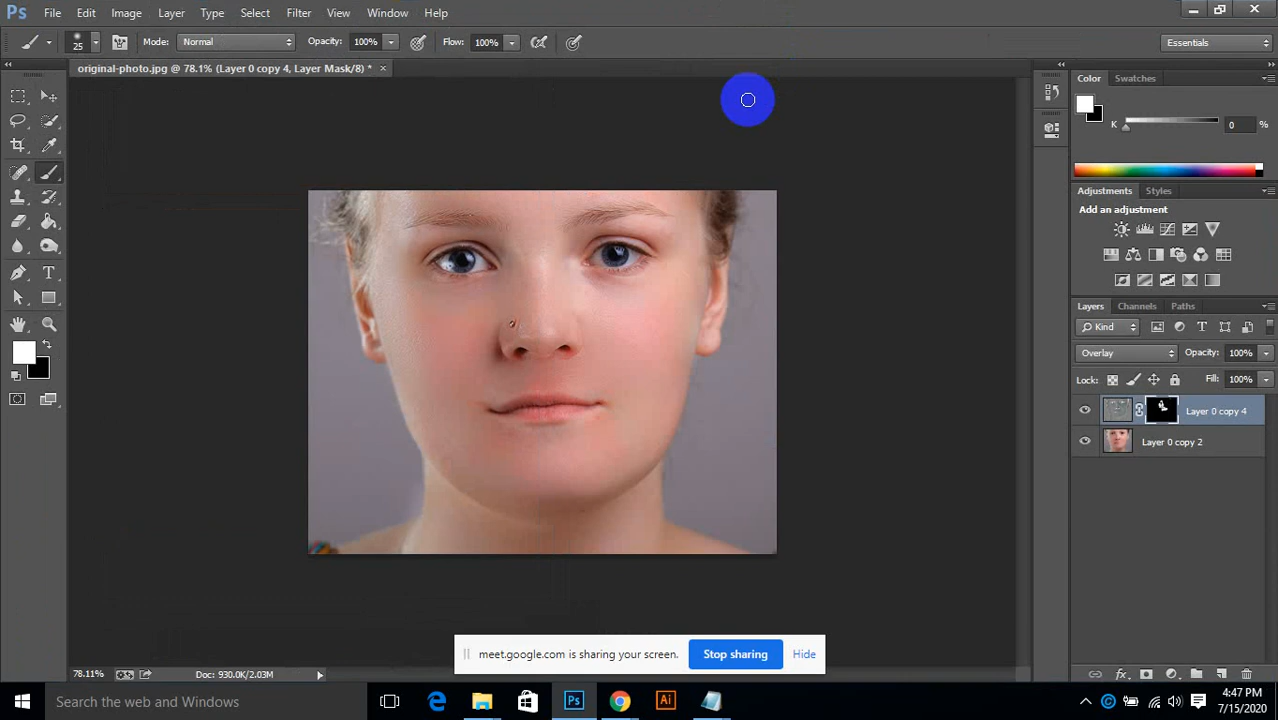 Ps File Edit Image Layer Type Select Filter View Window Help
25 Mode: Normal Opacity: 100% Flow: 100% Essentials
original-photo.jpg @ 78.1% (Layer 0 copy 4, Layer Mask/8) * ×
Color Swatches
K 0 %
Adjustments Styles
Add an adjustment
Layers Channels Paths
Kind
Overlay Opacity: 100%
Lock: Fill: 100%
Layer 0 copy 4
Layer 0 copy 2
meet.google.com is sharing your screen. Stop sharing Hide
78.11% Doc: 930.0K/2.03M
Search the web and Windows
Ps Ai
4:47 PM
7/15/2020